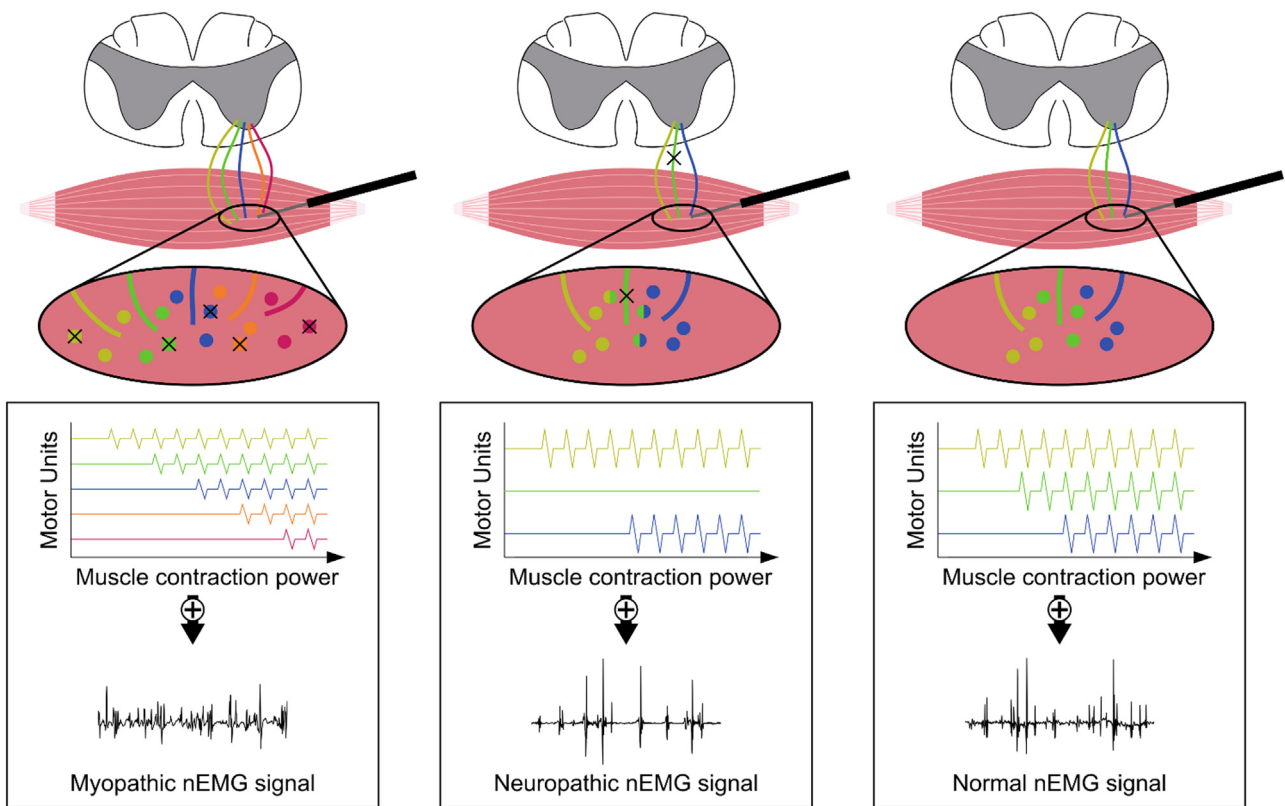 Motor Units
Muscle contraction power
Myopathic nEMG signal
Motor Units
Muscle contraction power
Neuropathic nEMG signal
Motor Units
Muscle contraction power
Normal nEMG signal